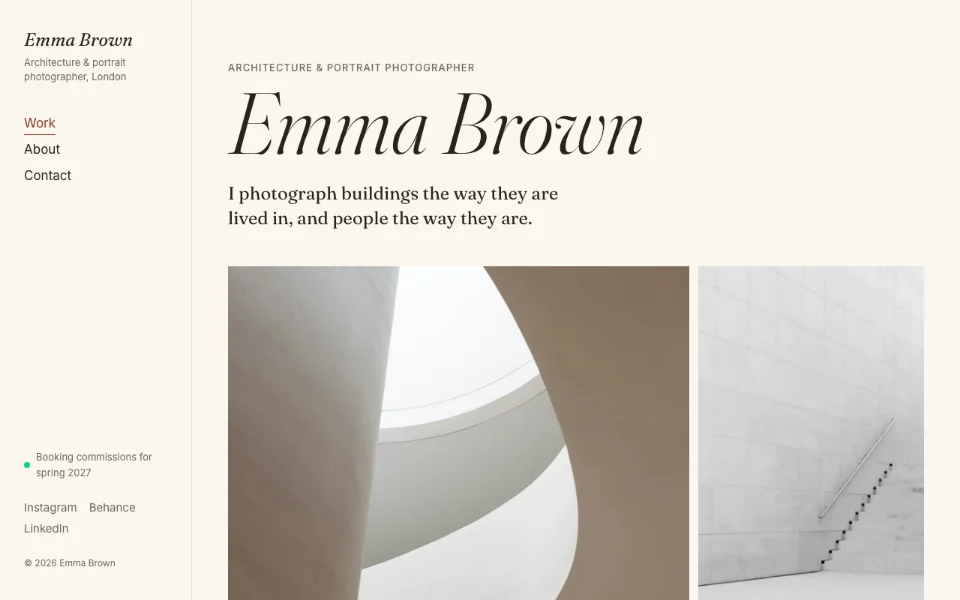 Emma Brown
Architecture & portrait
photographer, London
Work
About
Contact
Booking commissions for
spring 2027
Instagram Behance
LinkedIn
© 2026 Emma Brown
ARCHITECTURE & PORTRAIT PHOTOGRAPHER
Emma Brown
I photograph buildings the way they are
lived in, and people the way they are.